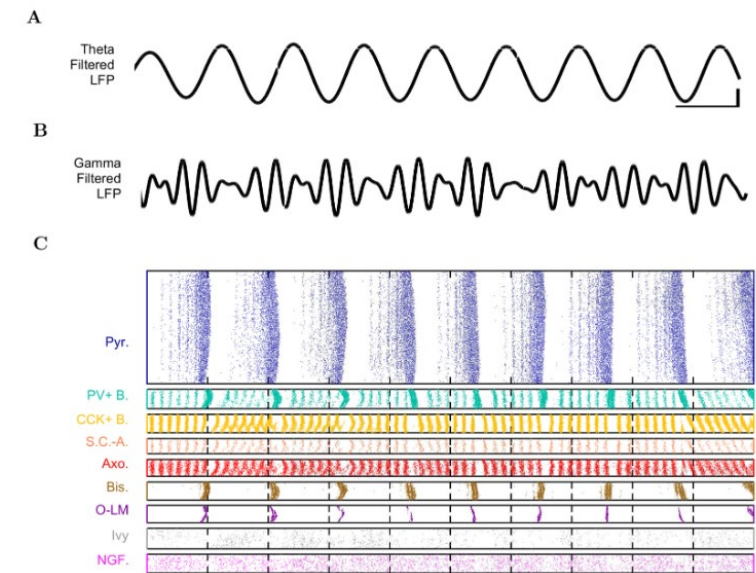 A
Theta
Filtered
LFP
B
Gamma
Filtered
LFP
C
Pyr.
PV+ B.
CCK+ B.
S.C.-A.
Axo.
Bis.
O-LM
Ivy
NGF.